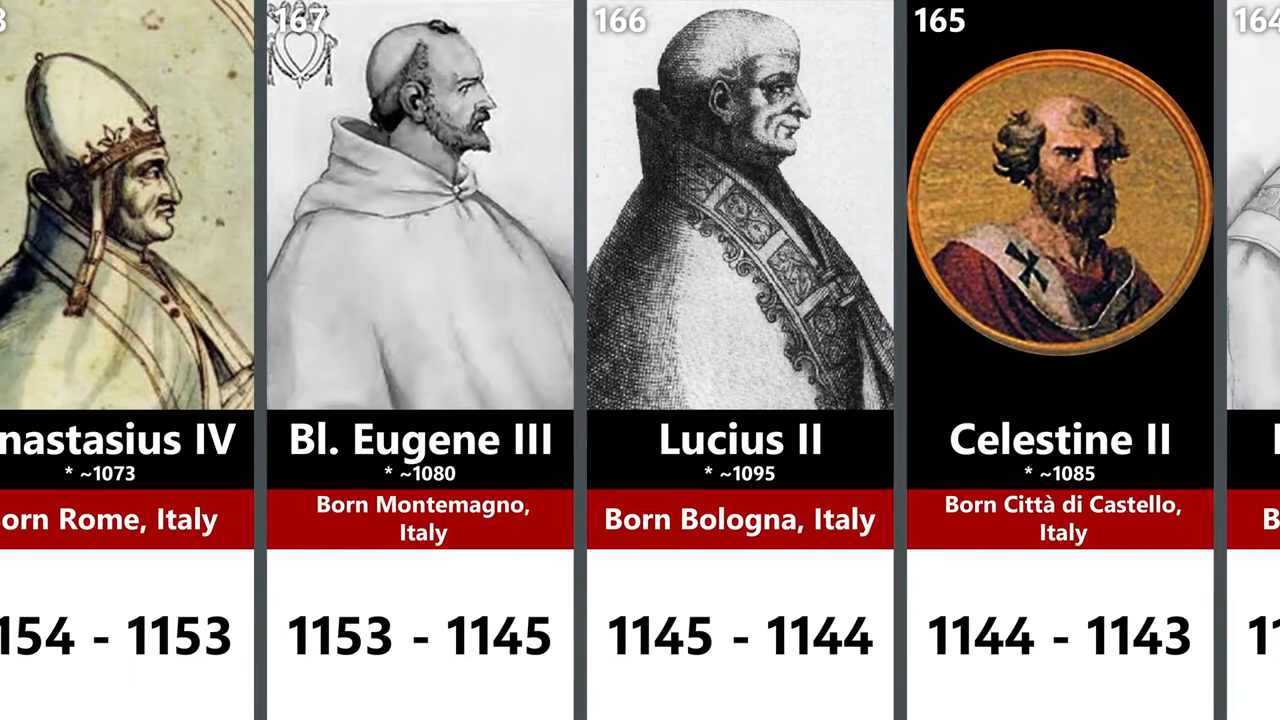 167
166
165
164
nastasius IV
* ~1073
orn Rome, Italy
154 - 1153
Bl. Eugene III
* ~1080
Born Montemagno,
Italy
1153 - 1145
Lucius II
* ~1095
Born Bologna, Italy
1145 - 1144
Celestine II
* ~1085
Born Città di Castello,
Italy
1144 - 1143
B